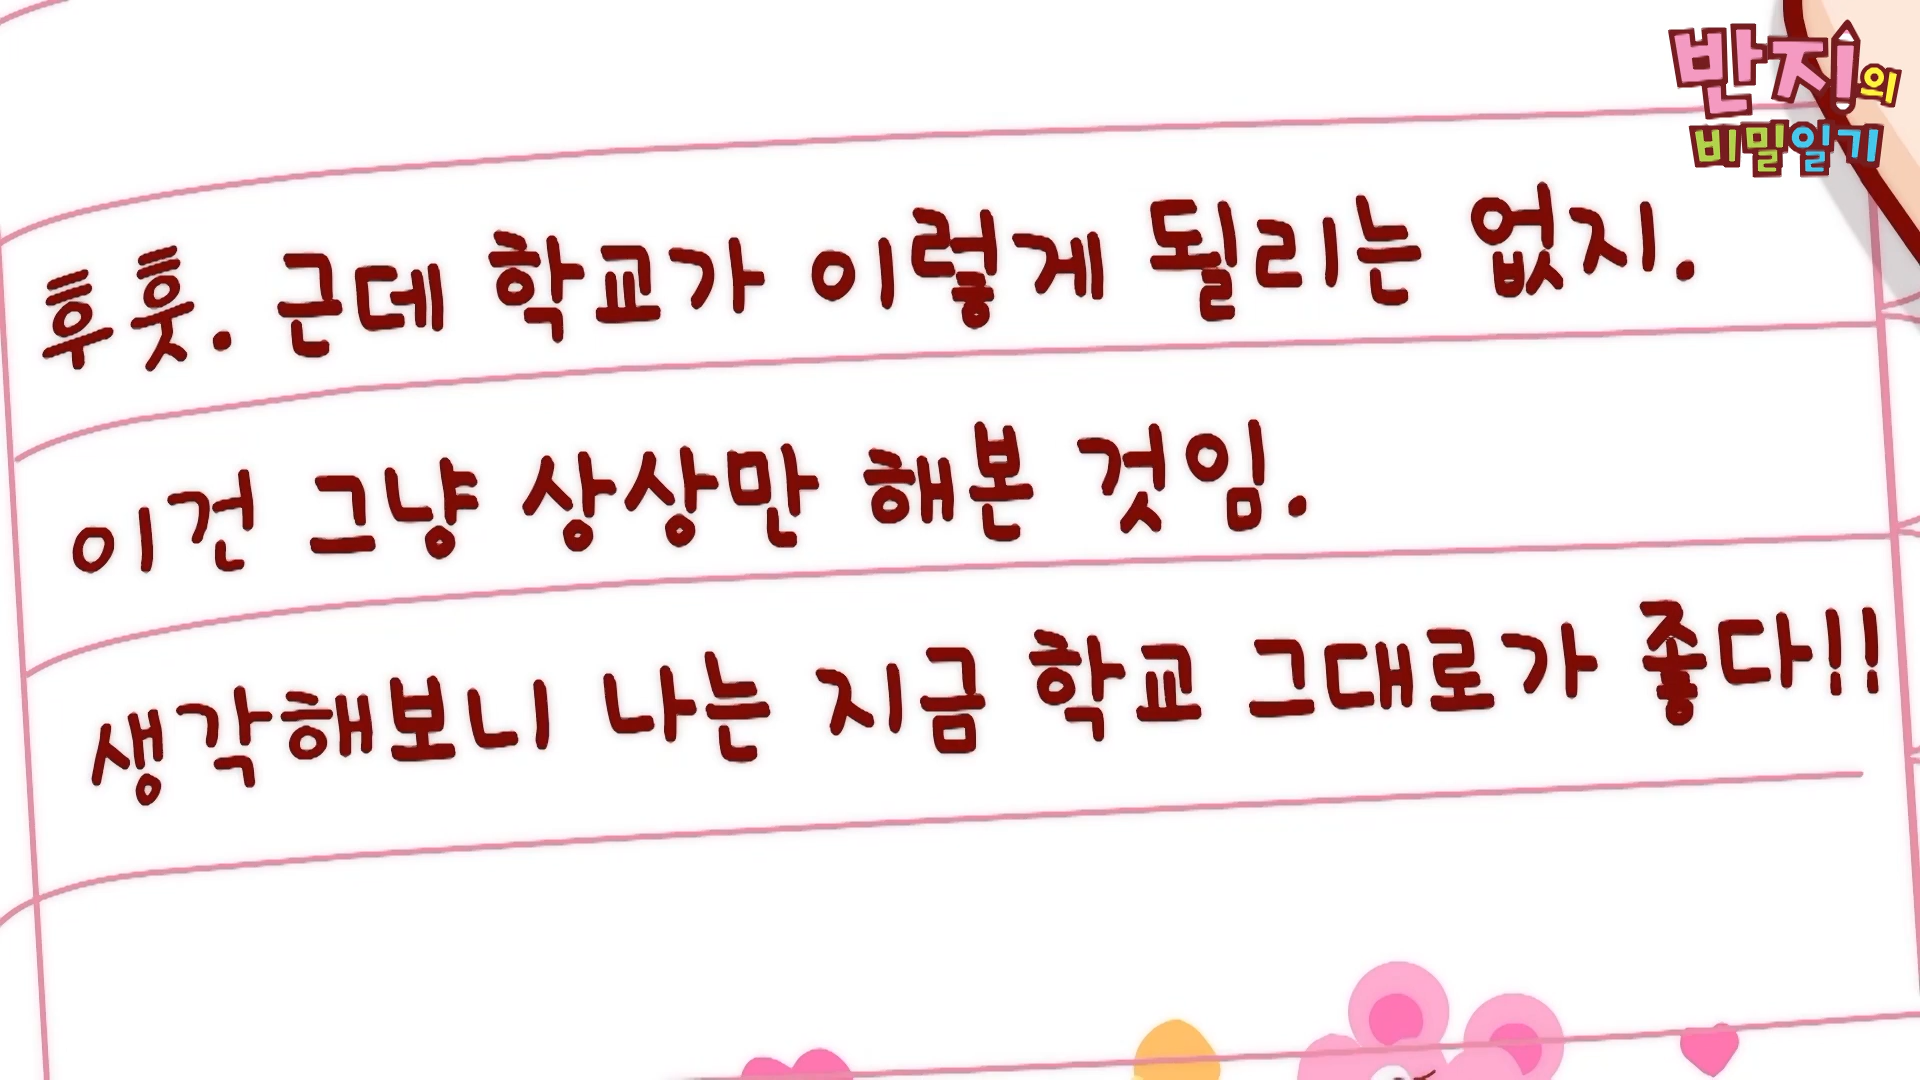 반지의
비밀일기
후훗. 근데 학교가 이렇게 될리는 없지.
이건 그냥 상상만 해본 것임.
생각해보니 나는 지금 학교 그대로가 좋다!!